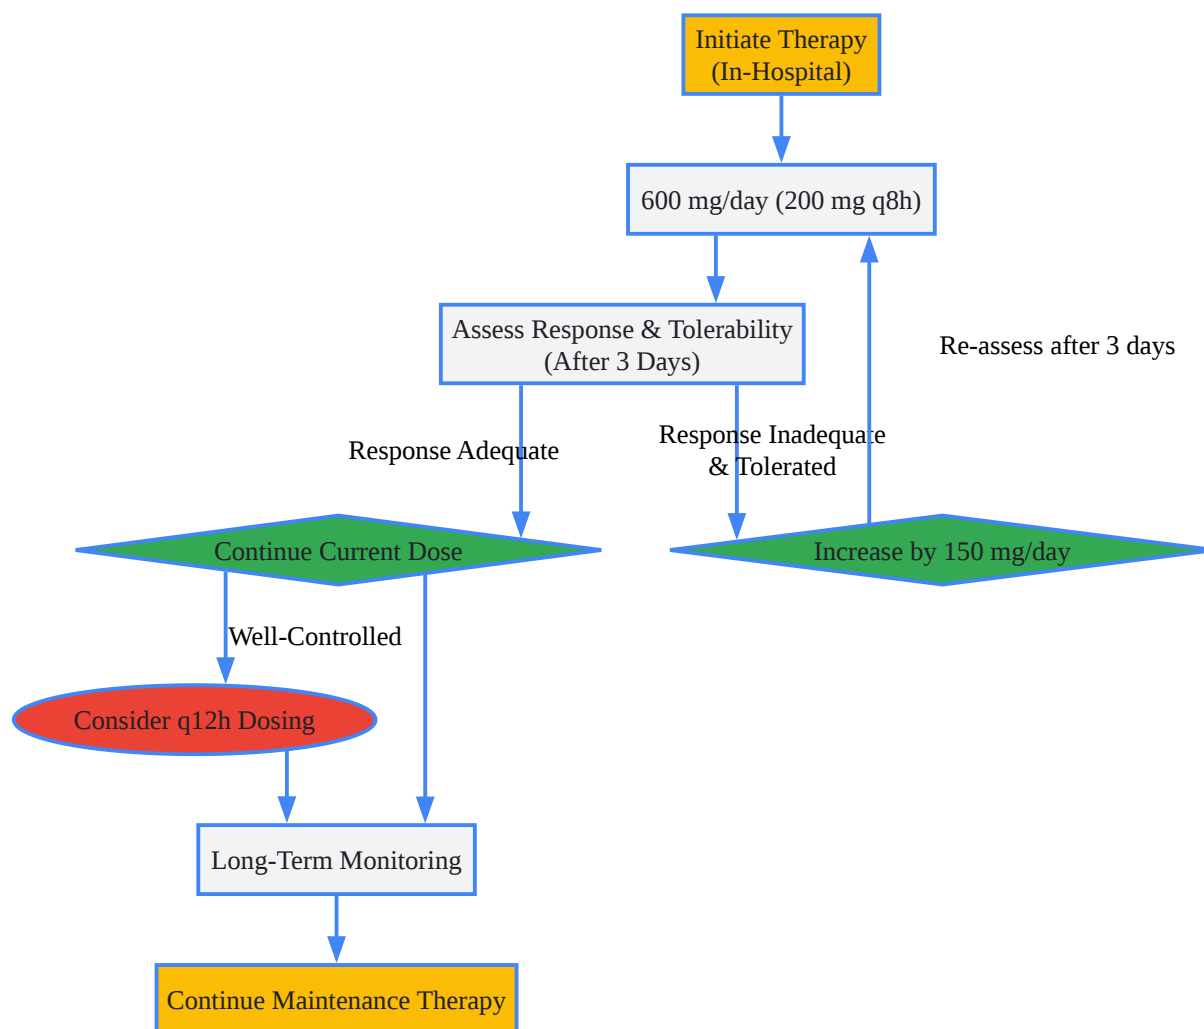 Initiate Therapy
(In-Hospital)
600 mg/day (200 mg q8h)
Assess Response & Tolerability
(After 3 Days)
Re-assess after 3 days
Response Adequate
Response Inadequate
& Tolerated
Continue Current Dose
Increase by 150 mg/day
Well-Controlled
Consider q12h Dosing
Long-Term Monitoring
Continue Maintenance Therapy